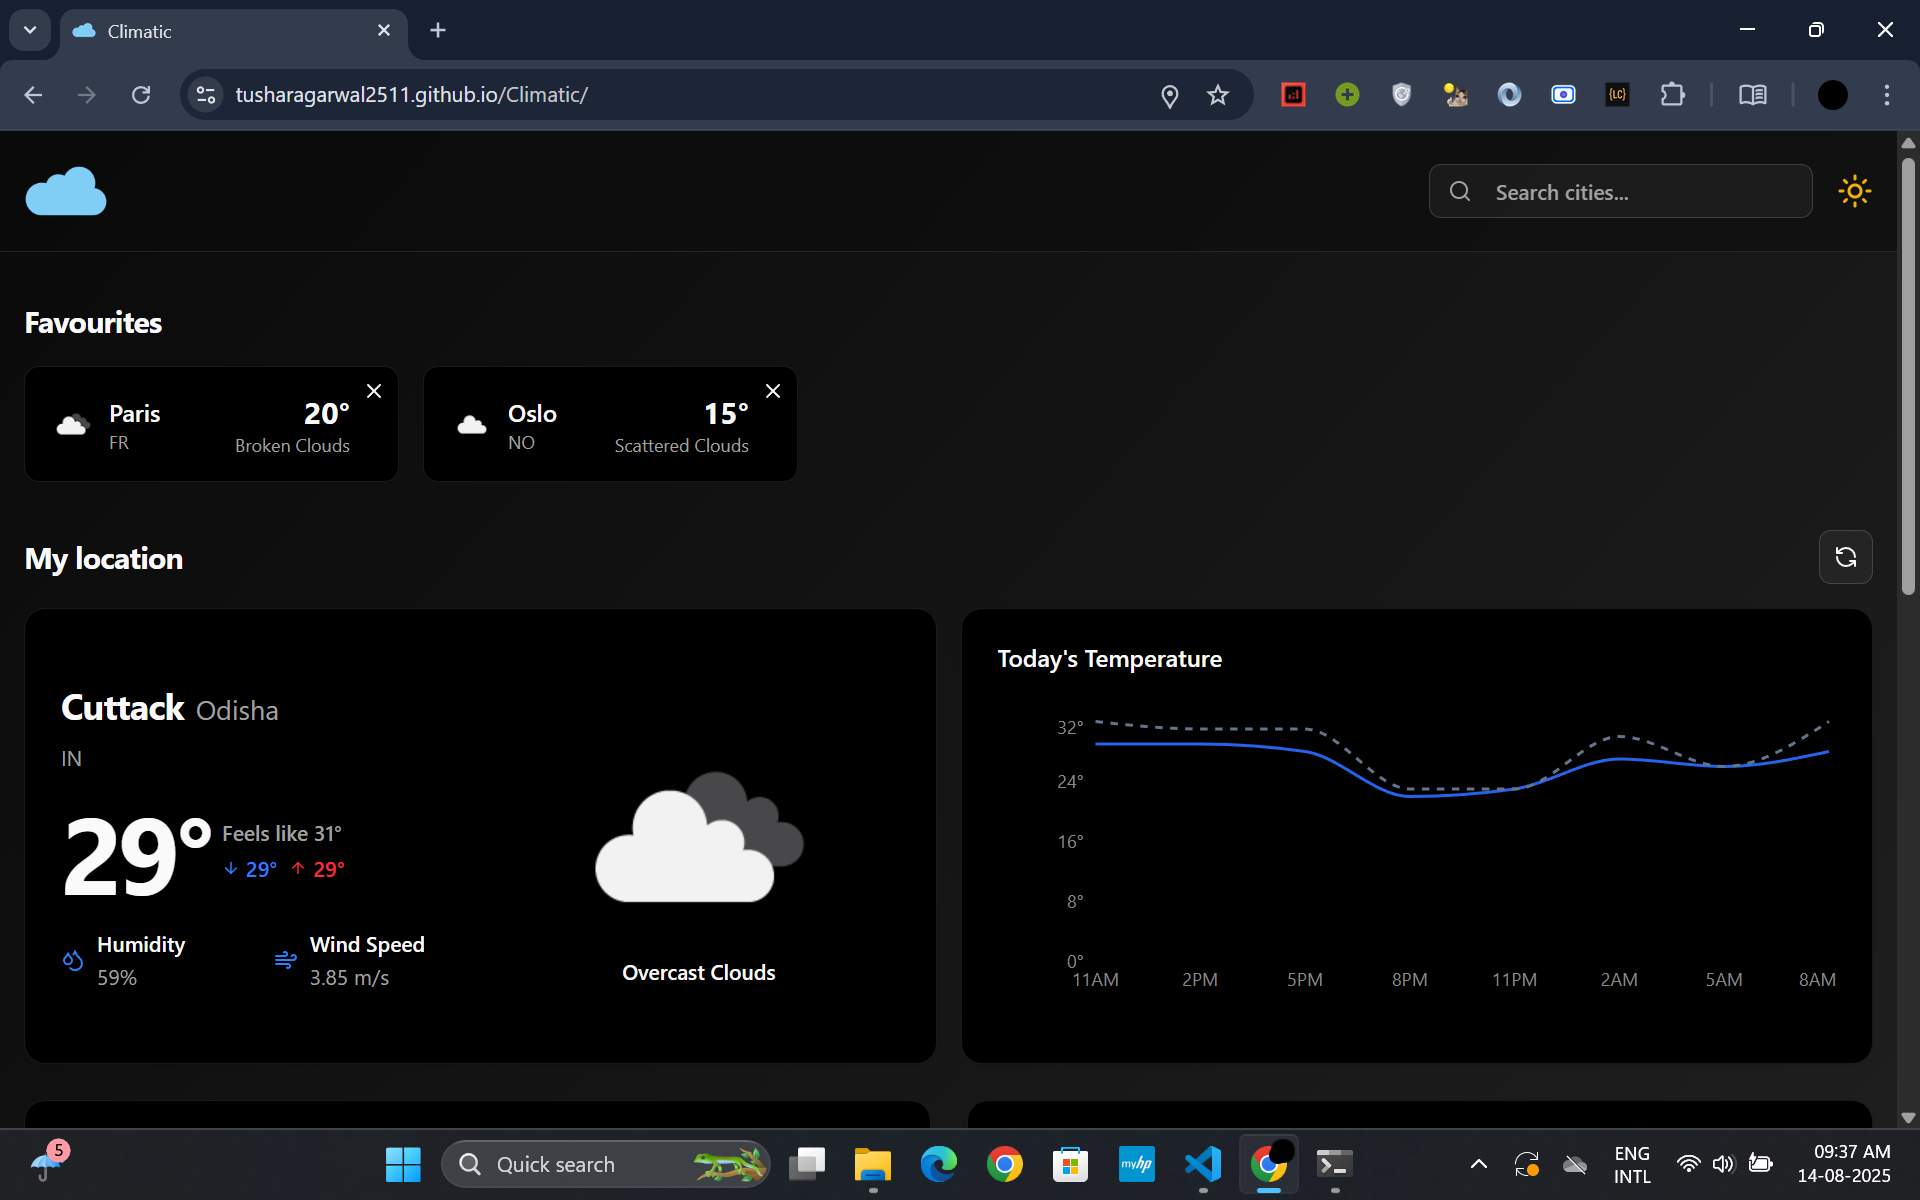 Climatic
tusharagarwal2511.github.io/Climatic/
{LC}
Search cities...
Favourites
Paris
FR
20°
Broken Clouds
Oslo
NO
15°
Scattered Clouds
My location
Cuttack Odisha
IN
29°
Feels like 31°
↓ 29° ↑ 29°
Humidity
59%
Wind Speed
3.85 m/s
Overcast Clouds
Today's Temperature
32°
24°
16°
8°
0°
11AM 2PM 5PM 8PM 11PM 2AM 5AM 8AM
5
Quick search
myhp
ENG
INTL
09:37 AM
14-08-2025